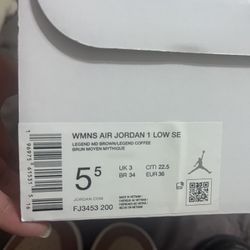 WMNS AIR JORDAN 1 LOW SE
LEGEND MD BROWN/LEGEND COFFEE
BRUN MOYEN MYTHIQUE
5 5
UK 3 CITI 22.5
BR 34 EUR 36
JORDAN.COM
FJ3453 200